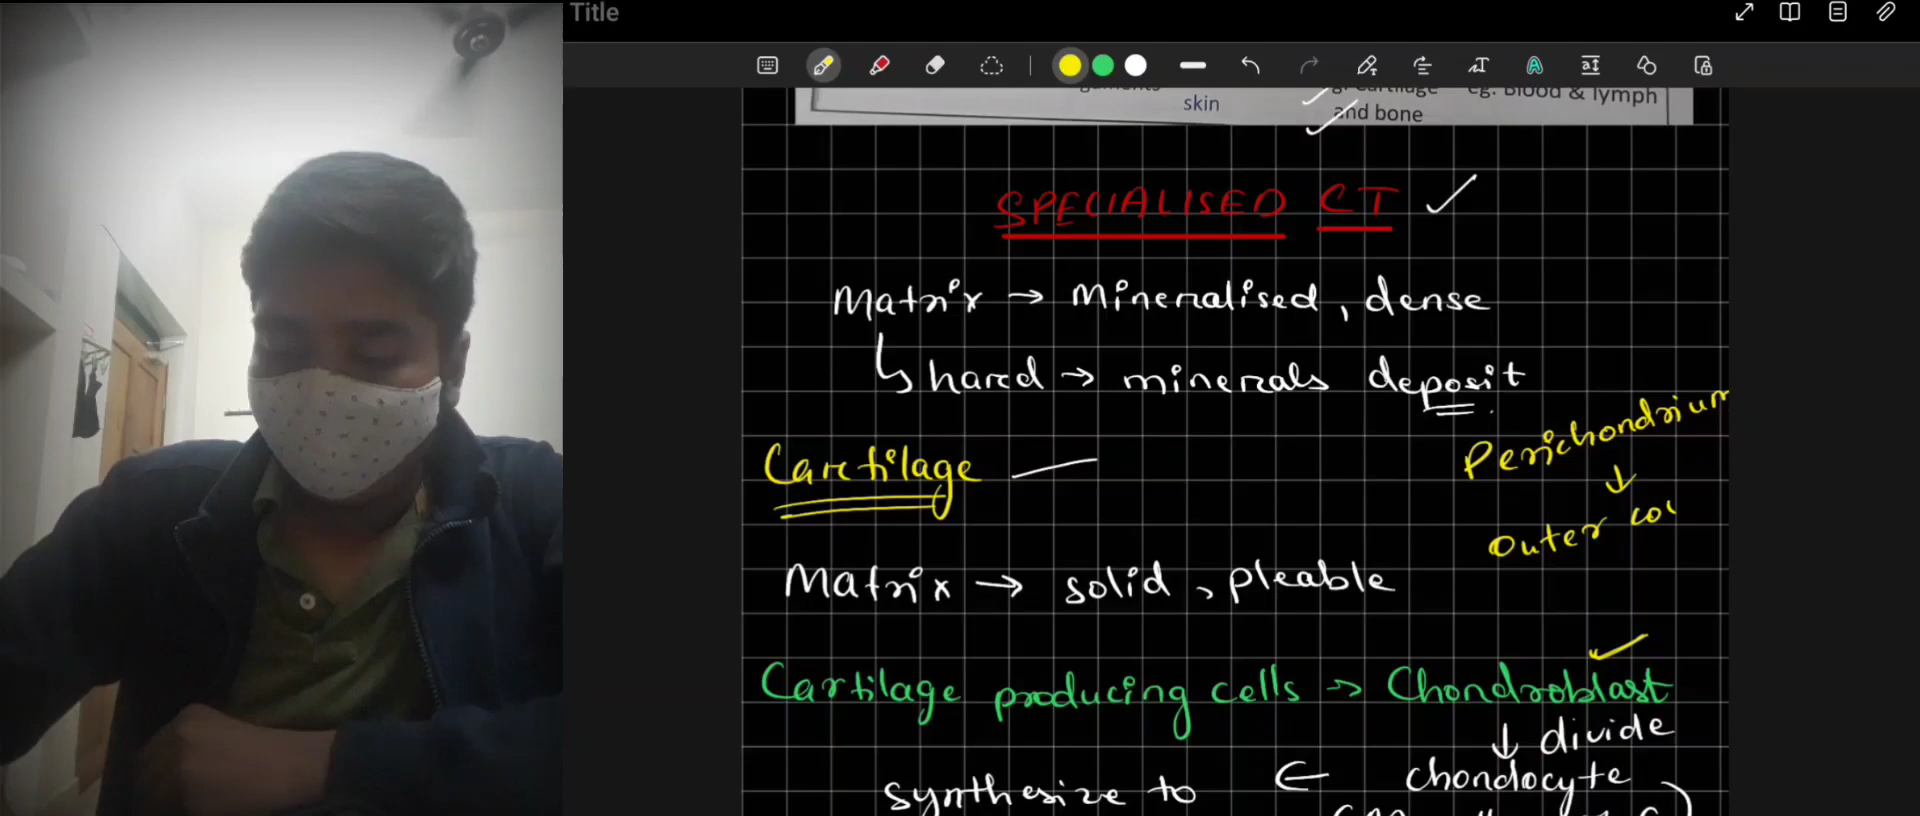 Title
skin
and bone
eg. Blood & lymph
SPECIALISED CT
Matrix → Mineralised, dense
↳ hard → minerals deposit
Perichondrium
↓
Cartilage
Outer
Matrix → solid, pleable
Cartilage producing cells → Chondroblast
↓ divide
synthesize to ← chondocyte